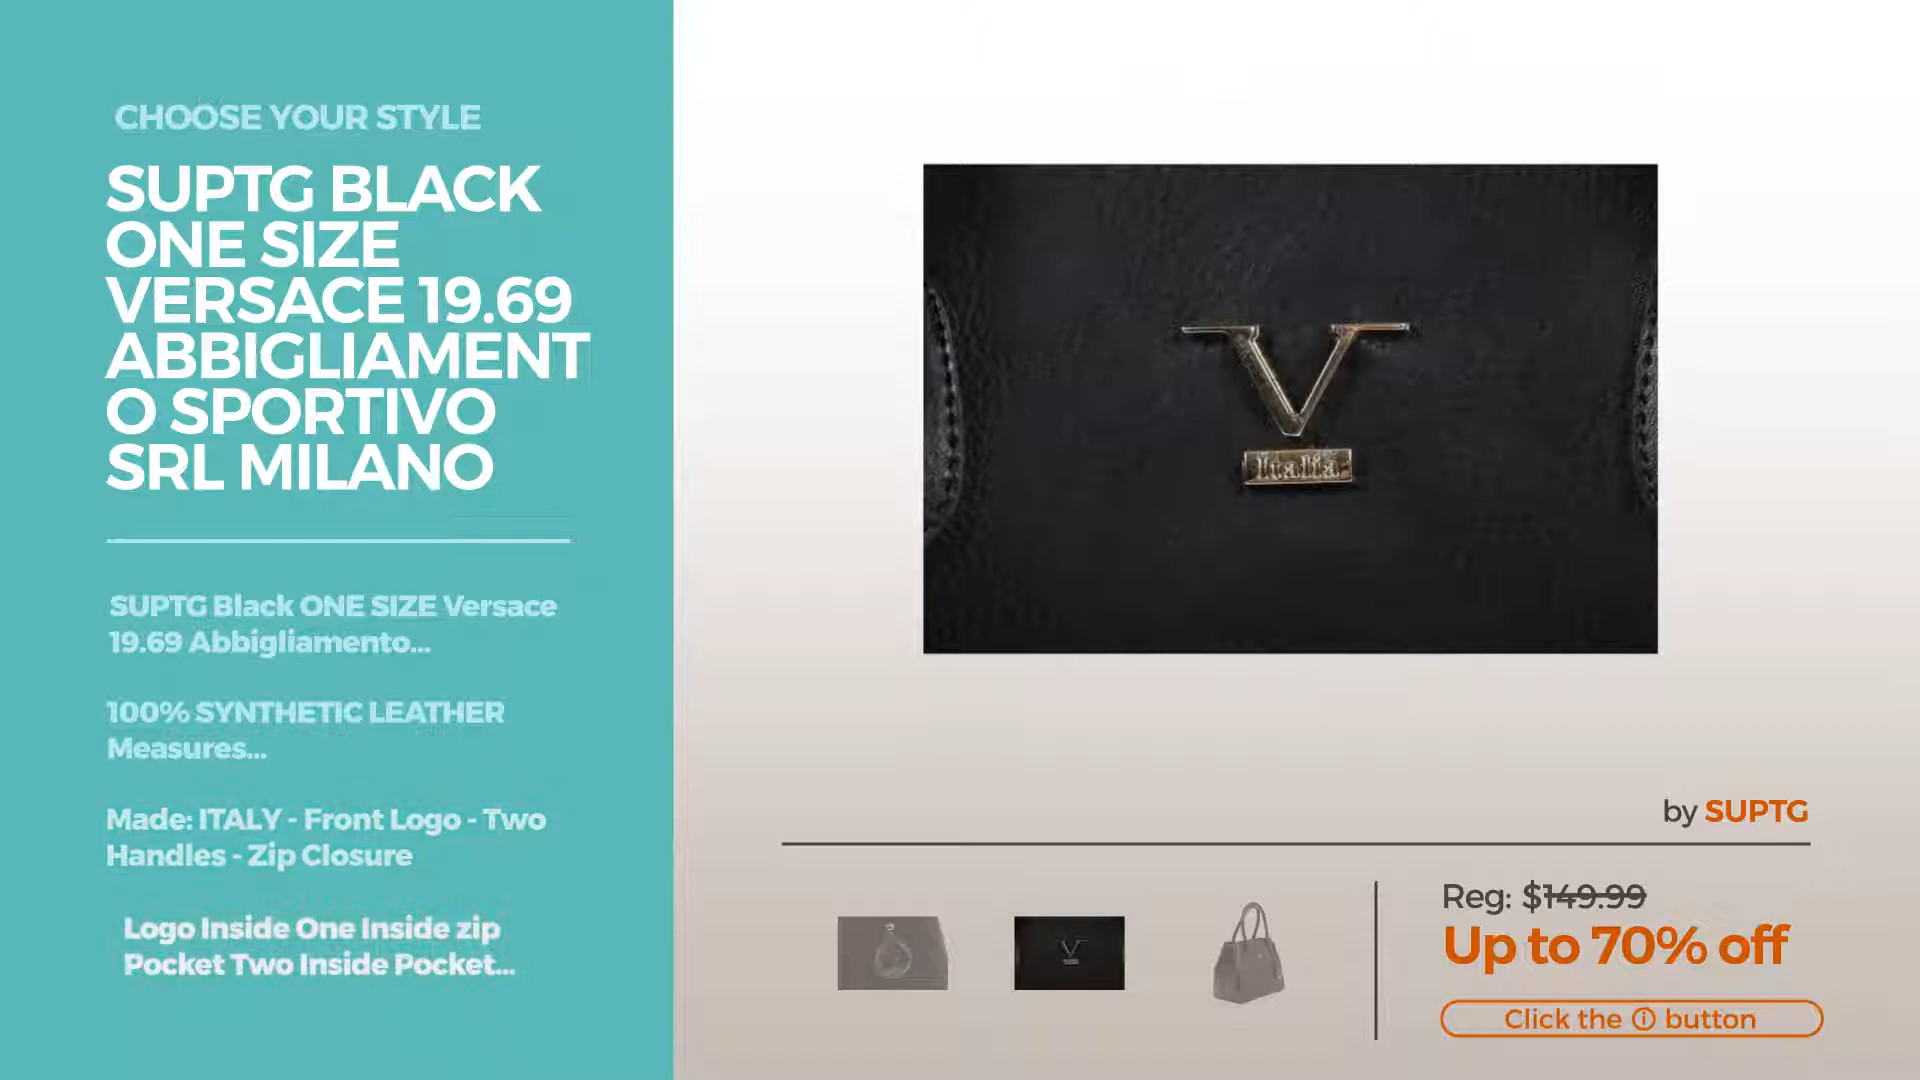 CHOOSE YOUR STYLE
SUPTG BLACK
ONE SIZE
VERSACE 19.69
ABBIGLIAMENT
O SPORTIVO
SRL MILANO
SUPTG Black ONE SIZE Versace
19.69 Abbigliamento...
100% SYNTHETIC LEATHER
Measures...
Made: ITALY - Front Logo - Two
Handles - Zip Closure
Logo Inside One Inside zip
Pocket Two Inside Pocket...
V
Italia
by SUPTG
Reg: $149.99
Up to 70% off
Click the ⓘ button